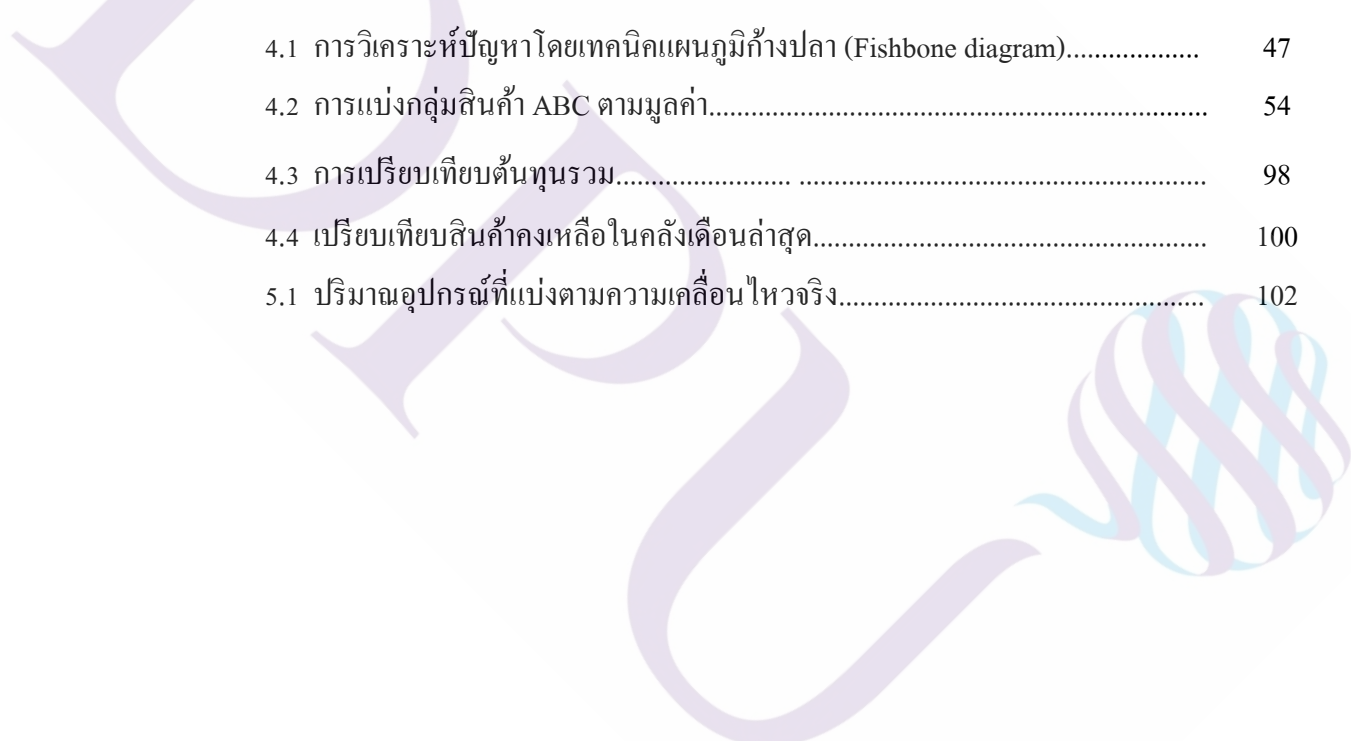 4.1 การวิเคราะห์ปัญหาโดยเทคนิคแผนภูมิก้างปลา (Fishbone diagram)................... 47
4.2 การแบ่งกลุ่มสินค้า ABC ตามมูลค่า....................................................................... 54
4.3 การเปรียบเทียบต้นทุนรวม......................... .......................................................... 98
4.4 เปรียบเทียบสินค้าคงเหลือในคลังเดือนล่าสุด........................................................ 100
5.1 ปริมาณอุปกรณ์ที่แบ่งตามความเคลื่อนไหวจริง.................................................... 102
DPU